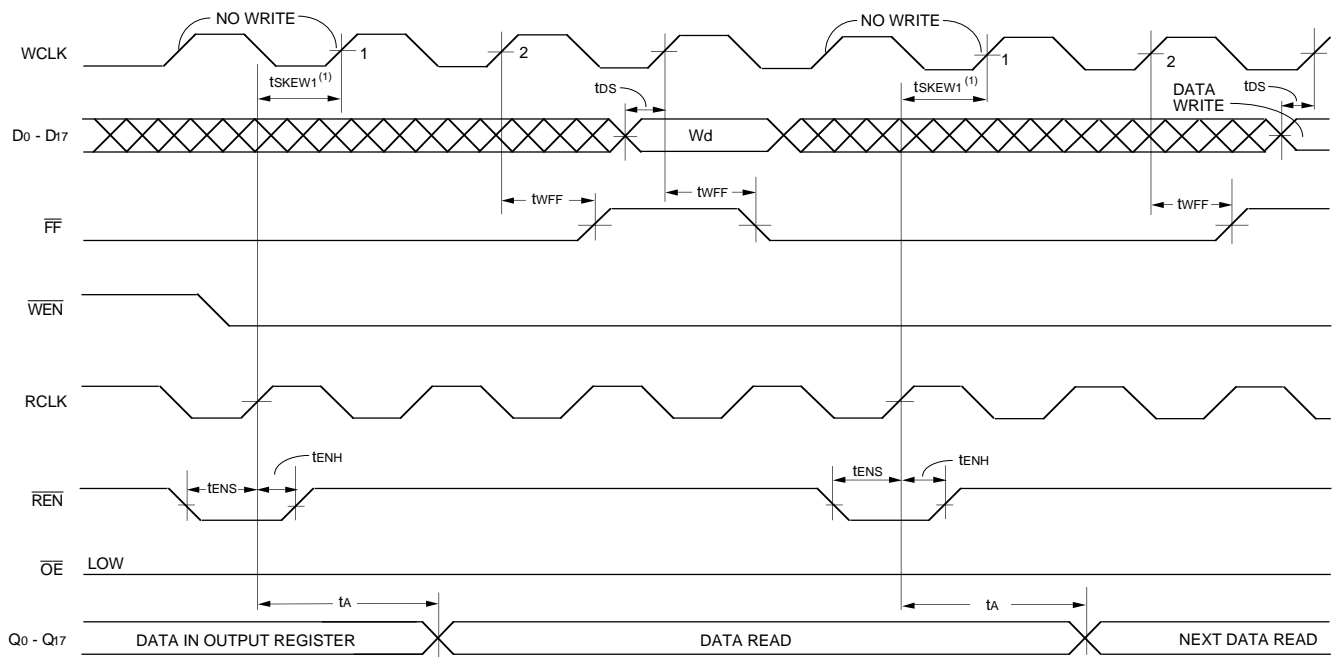 NO WRITE
NO WRITE
WCLK
1
2
1
2
tSKEW1(1)
tDS
tSKEW1(1)
tDS
DATA
WRITE
D0 - D17
Wd
tWFF
tWFF
tWFF
FF
WEN
RCLK
tENS
tENH
tENS
tENH
REN
OE
LOW
tA
tA
Q0 - Q17
DATA IN OUTPUT REGISTER
DATA READ
NEXT DATA READ